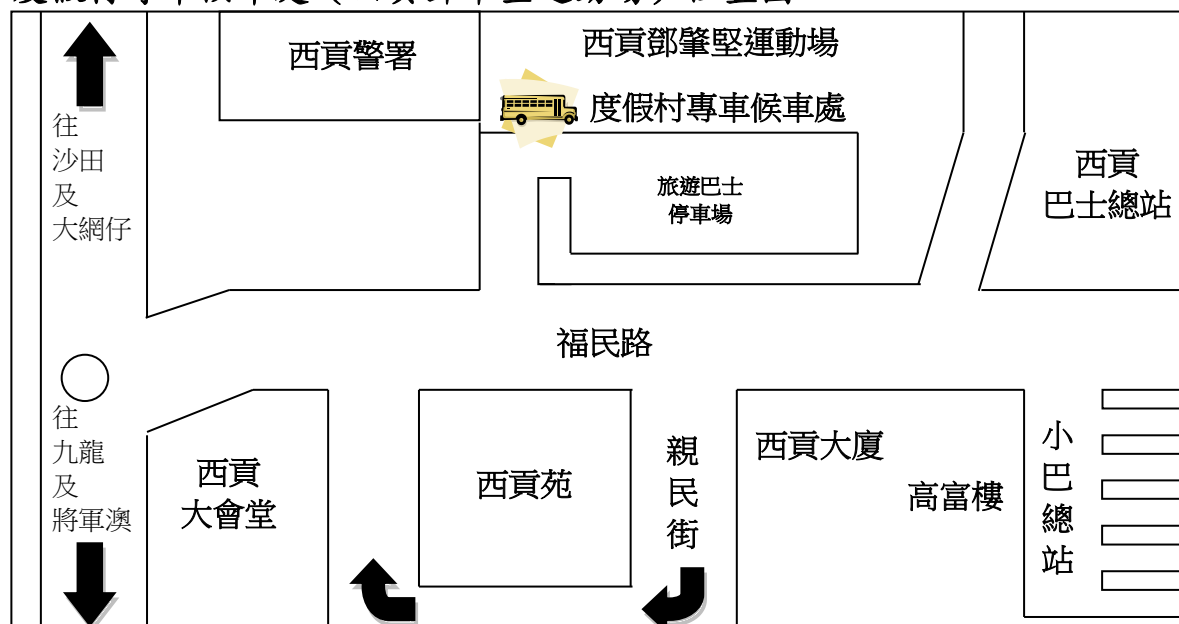 西貢警署
西貢鄧肇堅運動場
度假村專車候車處
往
沙田
及
大網仔
旅遊巴士
停車場
西貢
巴士總站
福民路
往
九龍
及
將軍澳
西貢
大會堂
西貢苑
親
民
街
西貢大廈
高富樓
小
巴
總
站